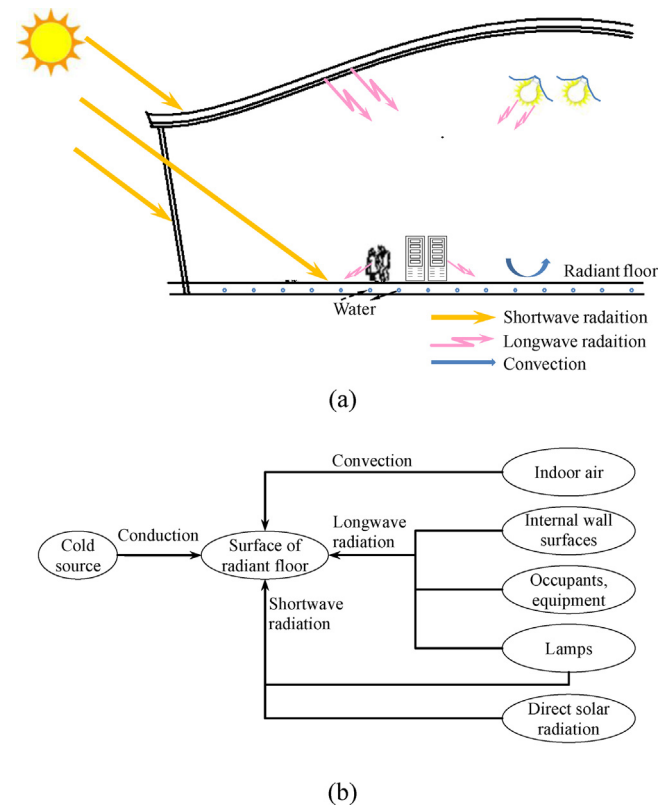 Radiant floor
Water
Shortwave radaition
Longwave radaition
Convection
(a)
Convection
Indoor air
Longwave
radiation
Internal wall
surfaces
Conduction
Cold
source
Surface of
radiant floor
Occupants,
equipment
Shortwave
radiation
Lamps
Direct solar
radiation
(b)